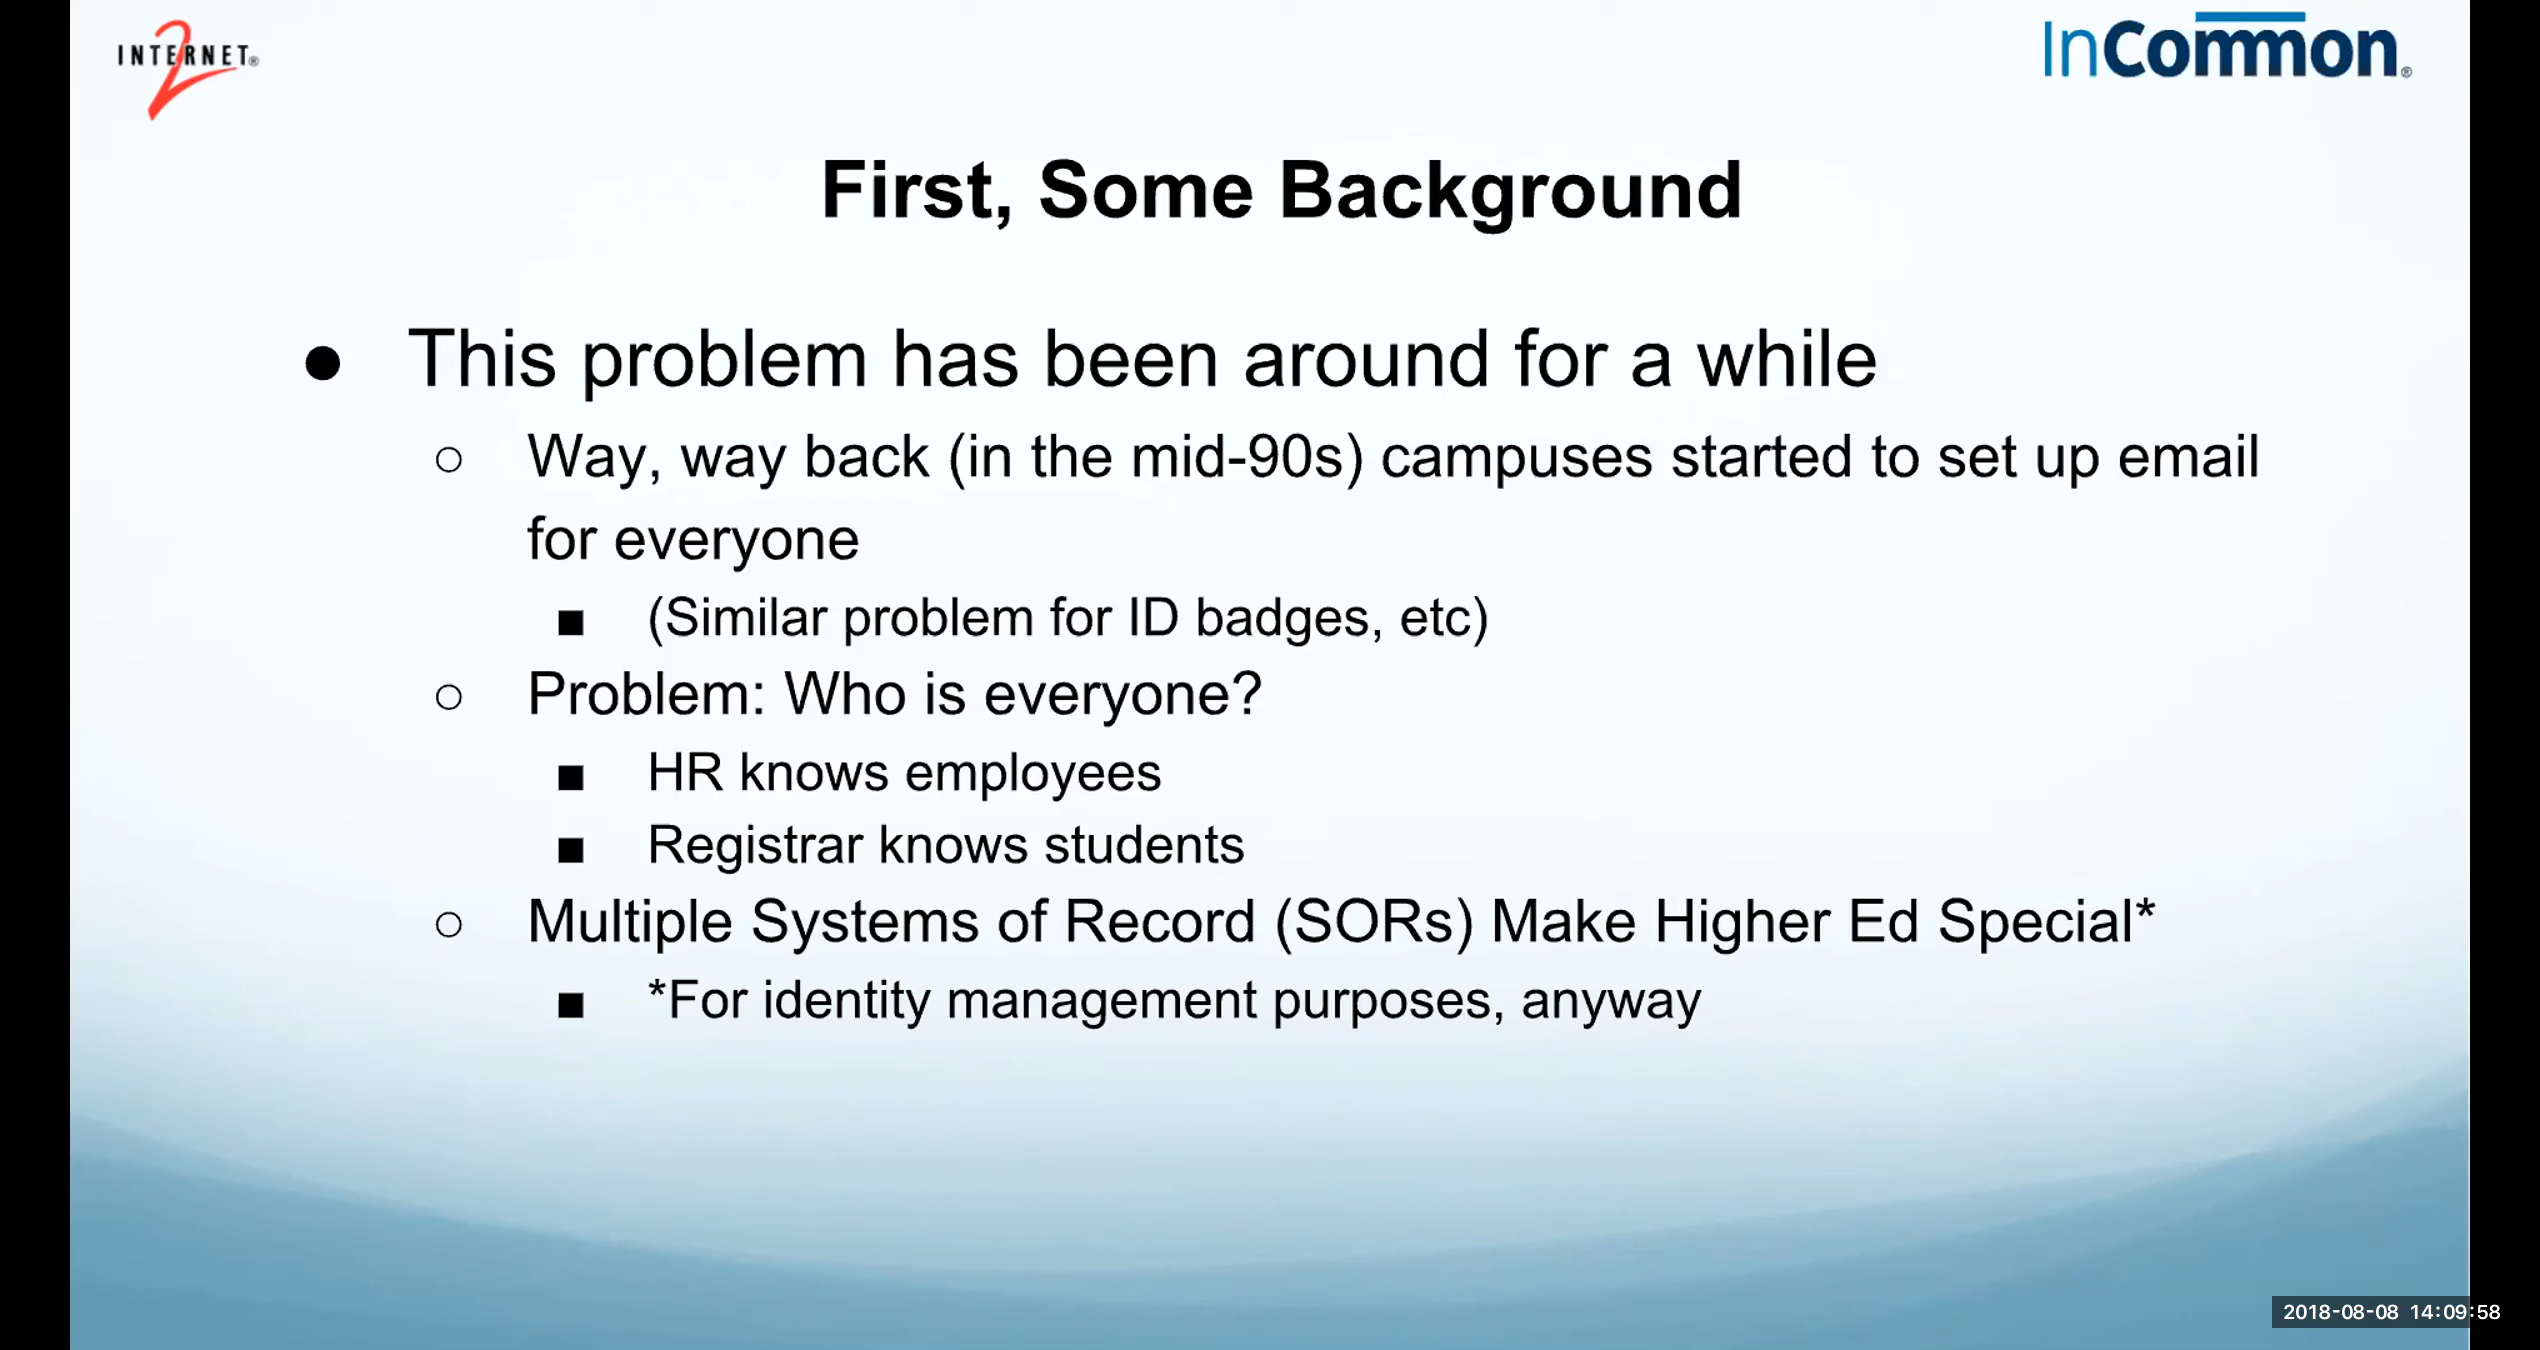 INTERNET®
2
InCommon®
First, Some Background
● This problem has been around for a while
○ Way, way back (in the mid-90s) campuses started to set up email
for everyone
■ (Similar problem for ID badges, etc)
○ Problem: Who is everyone?
■ HR knows employees
■ Registrar knows students
○ Multiple Systems of Record (SORs) Make Higher Ed Special*
■ *For identity management purposes, anyway
2018-08-08 14:09:58